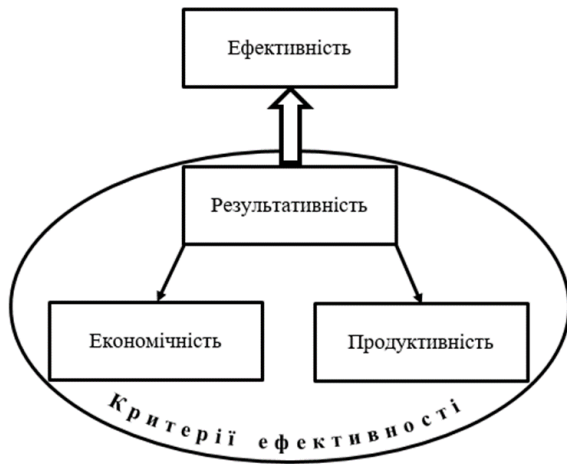 Ефективність
Результативність
Економічність
Продуктивність
Критерії ефективності